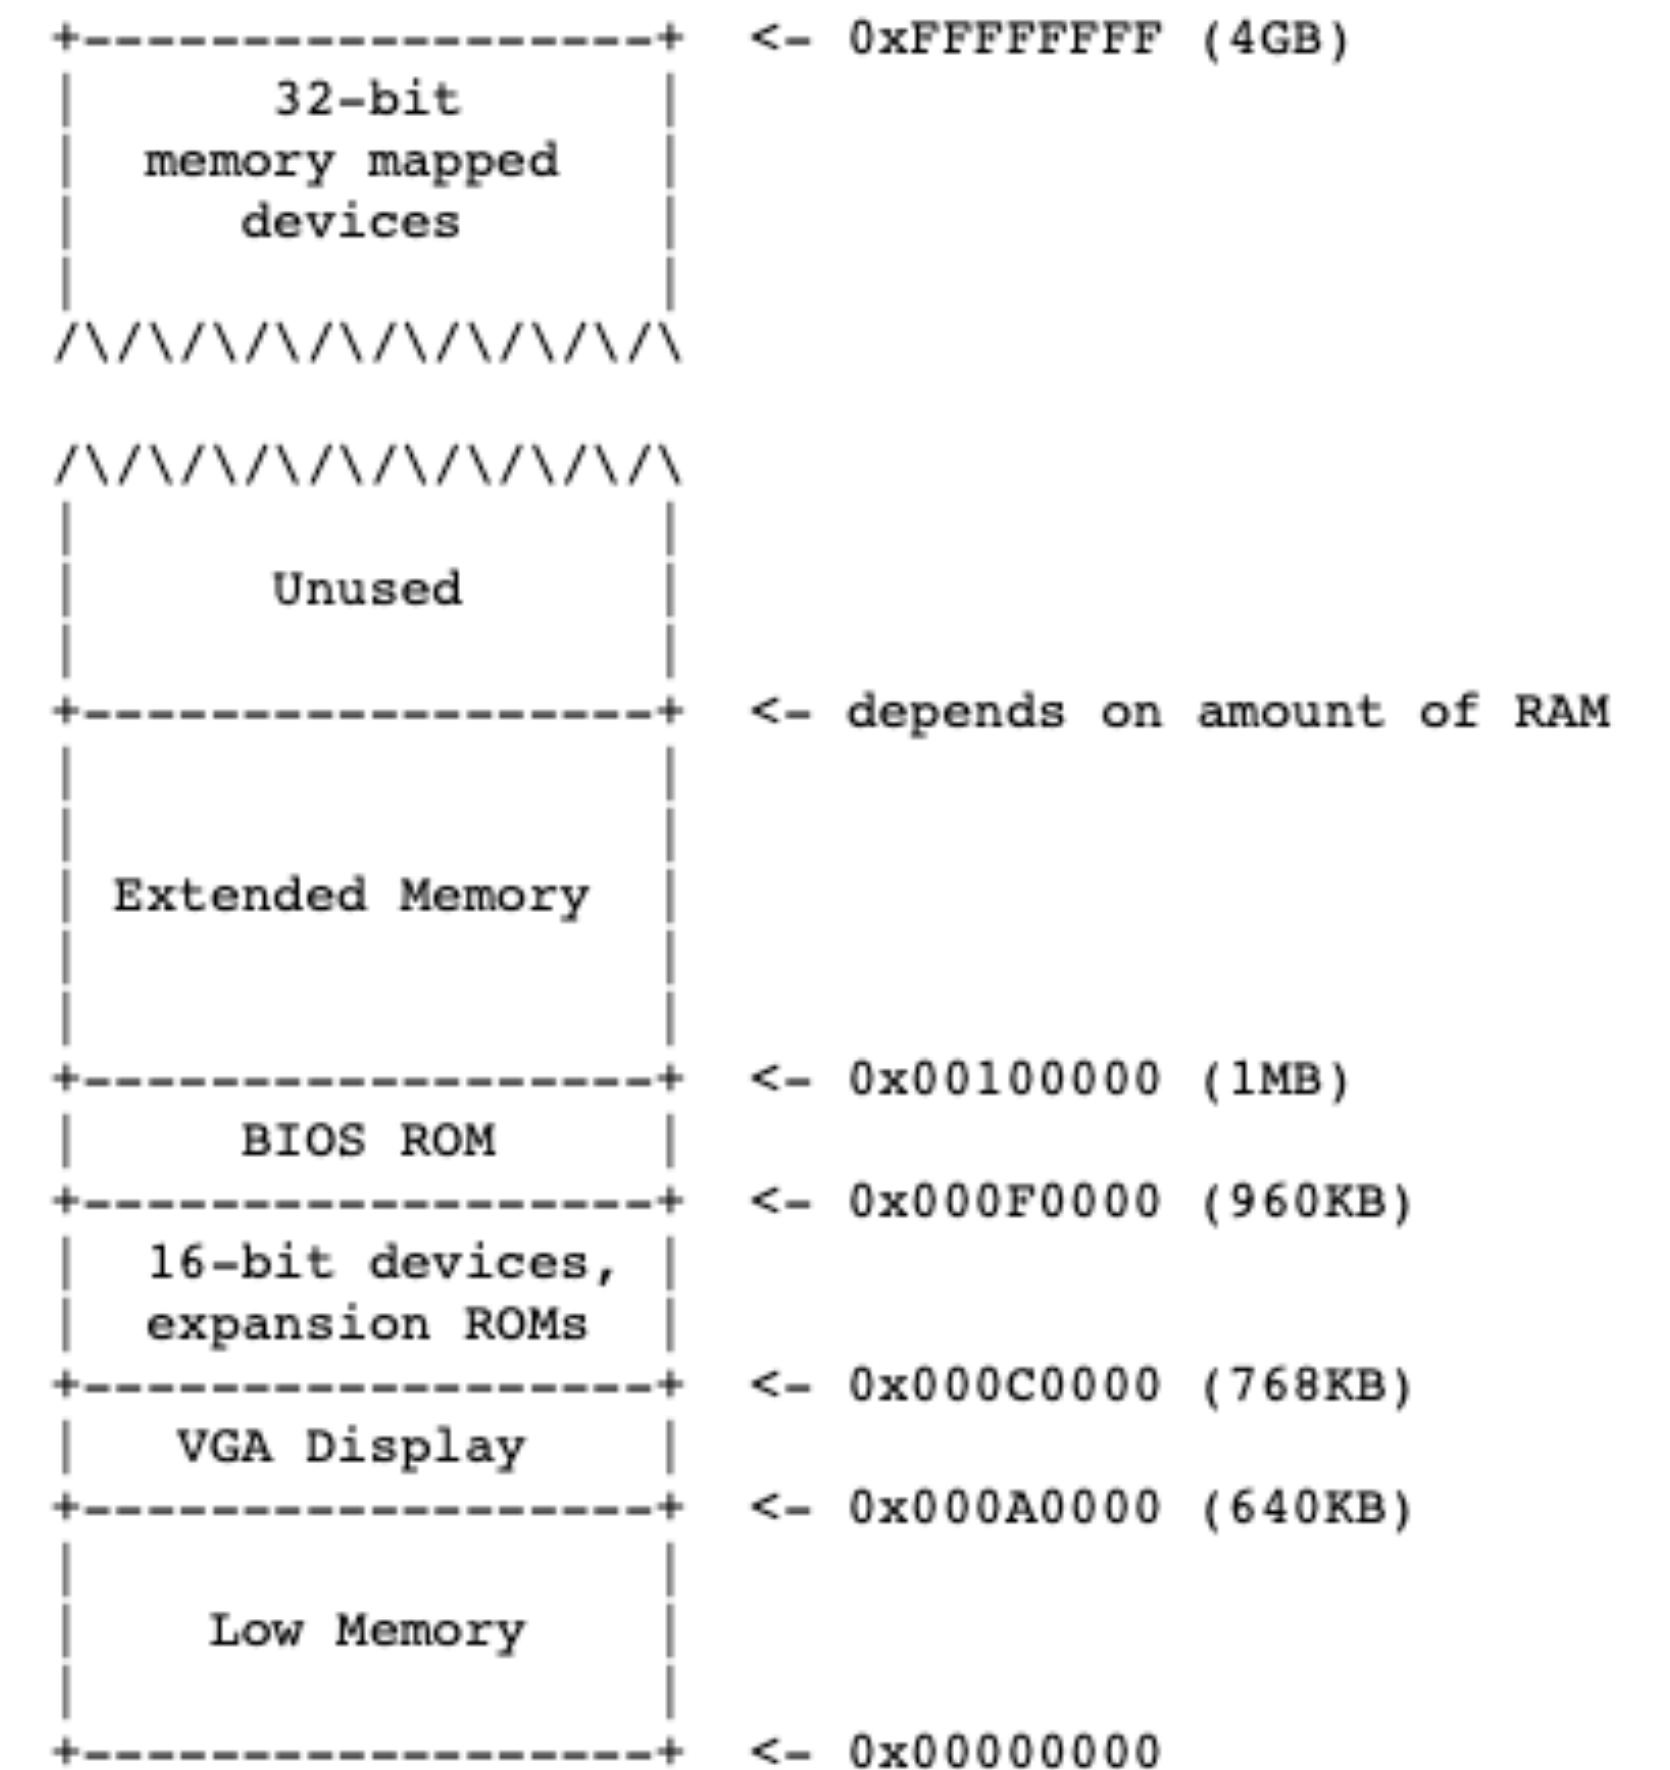 +------------------+  <- 0xFFFFFFFF (4GB)
|      32-bit      |
|  memory mapped   |
|     devices      |
|                  |
/\/\/\/\/\/\/\/\/\/\

/\/\/\/\/\/\/\/\/\/\
|                  |
|      Unused      |
|                  |
+------------------+  <- depends on amount of RAM
|                  |
|                  |
| Extended Memory  |
|                  |
|                  |
+------------------+  <- 0x00100000 (1MB)
|     BIOS ROM     |
+------------------+  <- 0x000F0000 (960KB)
|  16-bit devices, |
|  expansion ROMs  |
+------------------+  <- 0x000C0000 (768KB)
|   VGA Display    |
+------------------+  <- 0x000A0000 (640KB)
|                  |
|    Low Memory    |
|                  |
+------------------+  <- 0x00000000